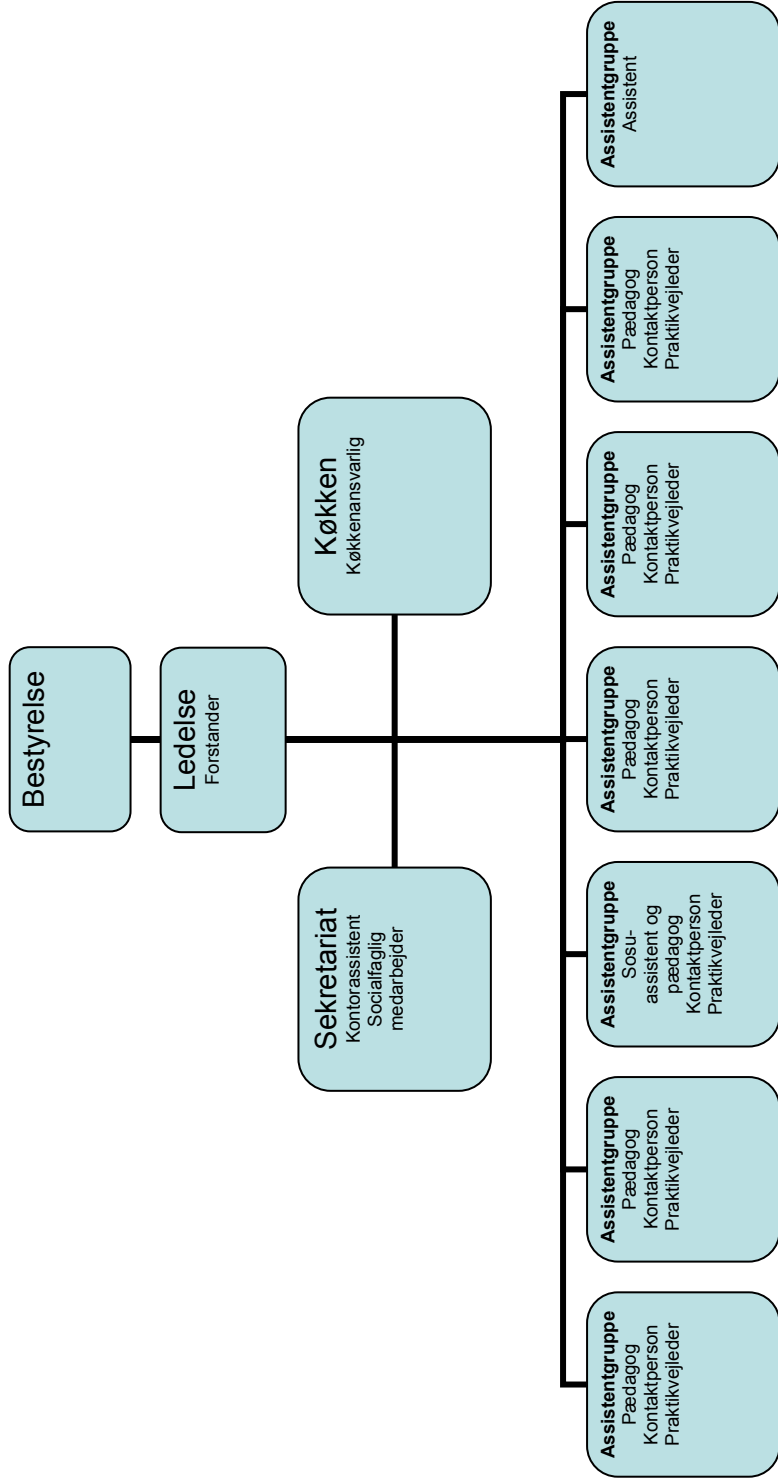 Bestyrelse
Ledelse
Forstander
Sekretariat
Kontorassistent
Socialfaglig
medarbejder
Køkken
Køkkenansvarlig
Assistentgruppe
Pædagog
Kontaktperson
Praktikvejleder
Assistentgruppe
Pædagog
Kontaktperson
Praktikvejleder
Assistentgruppe
Sosu-
assistent og
pædagog
Kontaktperson
Praktikvejleder
Assistentgruppe
Pædagog
Kontaktperson
Praktikvejleder
Assistentgruppe
Pædagog
Kontaktperson
Praktikvejleder
Assistentgruppe
Pædagog
Kontaktperson
Praktikvejleder
Assistentgruppe
Assistent